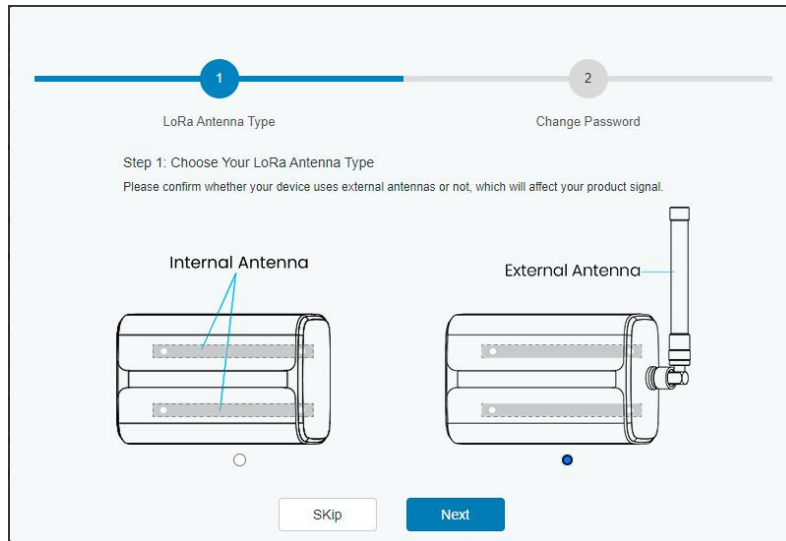 1
2
LoRa Antenna Type
Change Password
Step 1: Choose Your LoRa Antenna Type
Please confirm whether your device uses external antennas or not, which will affect your product signal.
Internal Antenna
External Antenna
SKip
Next